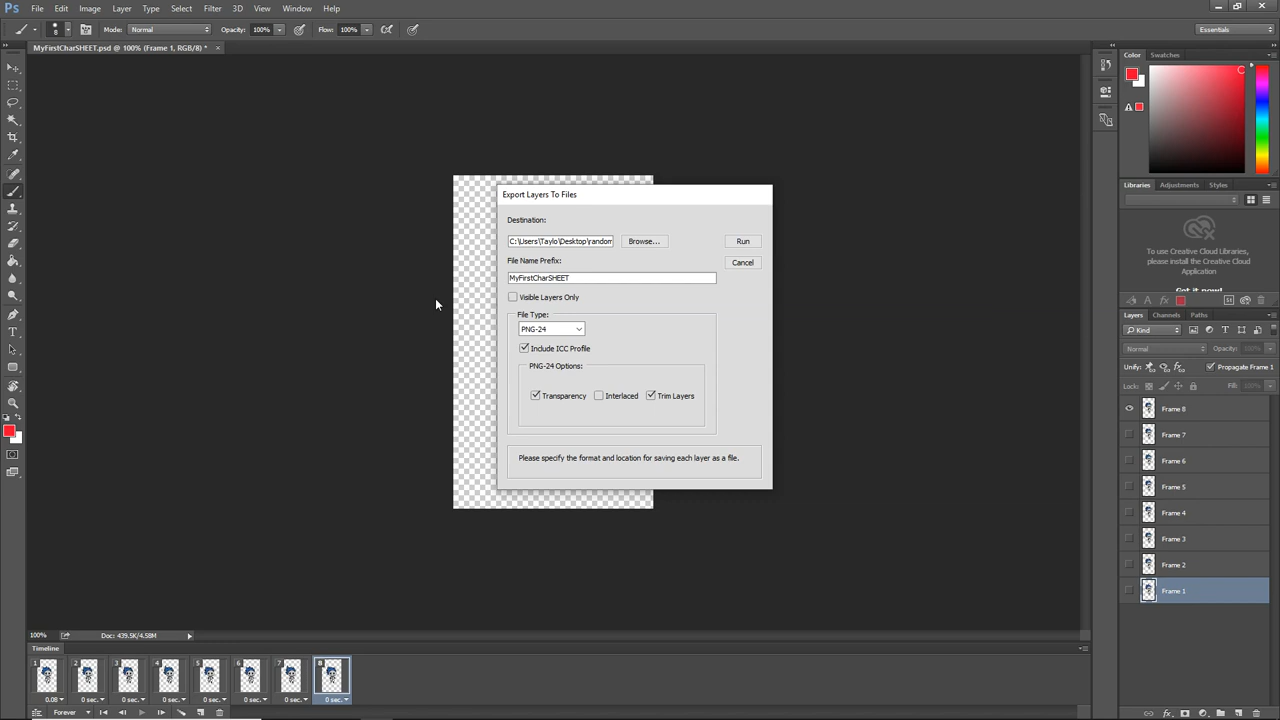 Ps File Edit Image Layer Type Select Filter 3D View Window Help
8 Mode: Normal Opacity: 100% Flow: 100% Essentials
MyFirstCharSHEET.psd @ 100% (Frame 1, RGB/8) * ×
Color Swatches
Export Layers To Files
Destination:
C:\Users\Taylo\Desktop\random Browse... Run
File Name Prefix: Cancel
MyFirstCharSHEET
Visible Layers Only
File Type:
PNG-24
Include ICC Profile
PNG-24 Options:
Transparency Interlaced Trim Layers
Please specify the format and location for saving each layer as a file.
Libraries Adjustments Styles
To use Creative Cloud Libraries,
please install the Creative Cloud
Application
Got it now!
Layers Channels Paths
Kind
Normal Opacity: 100%
Unify: Propagate Frame 1
Lock: Fill: 100%
Frame 8
Frame 7
Frame 6
Frame 5
Frame 4
Frame 3
Frame 2
Frame 1
100% Doc: 439.5K/4.58M
Timeline
1 2 3 4 5 6 7 8
0.08 0 sec. 0 sec. 0 sec. 0 sec. 0 sec. 0 sec. 0 sec.
Forever